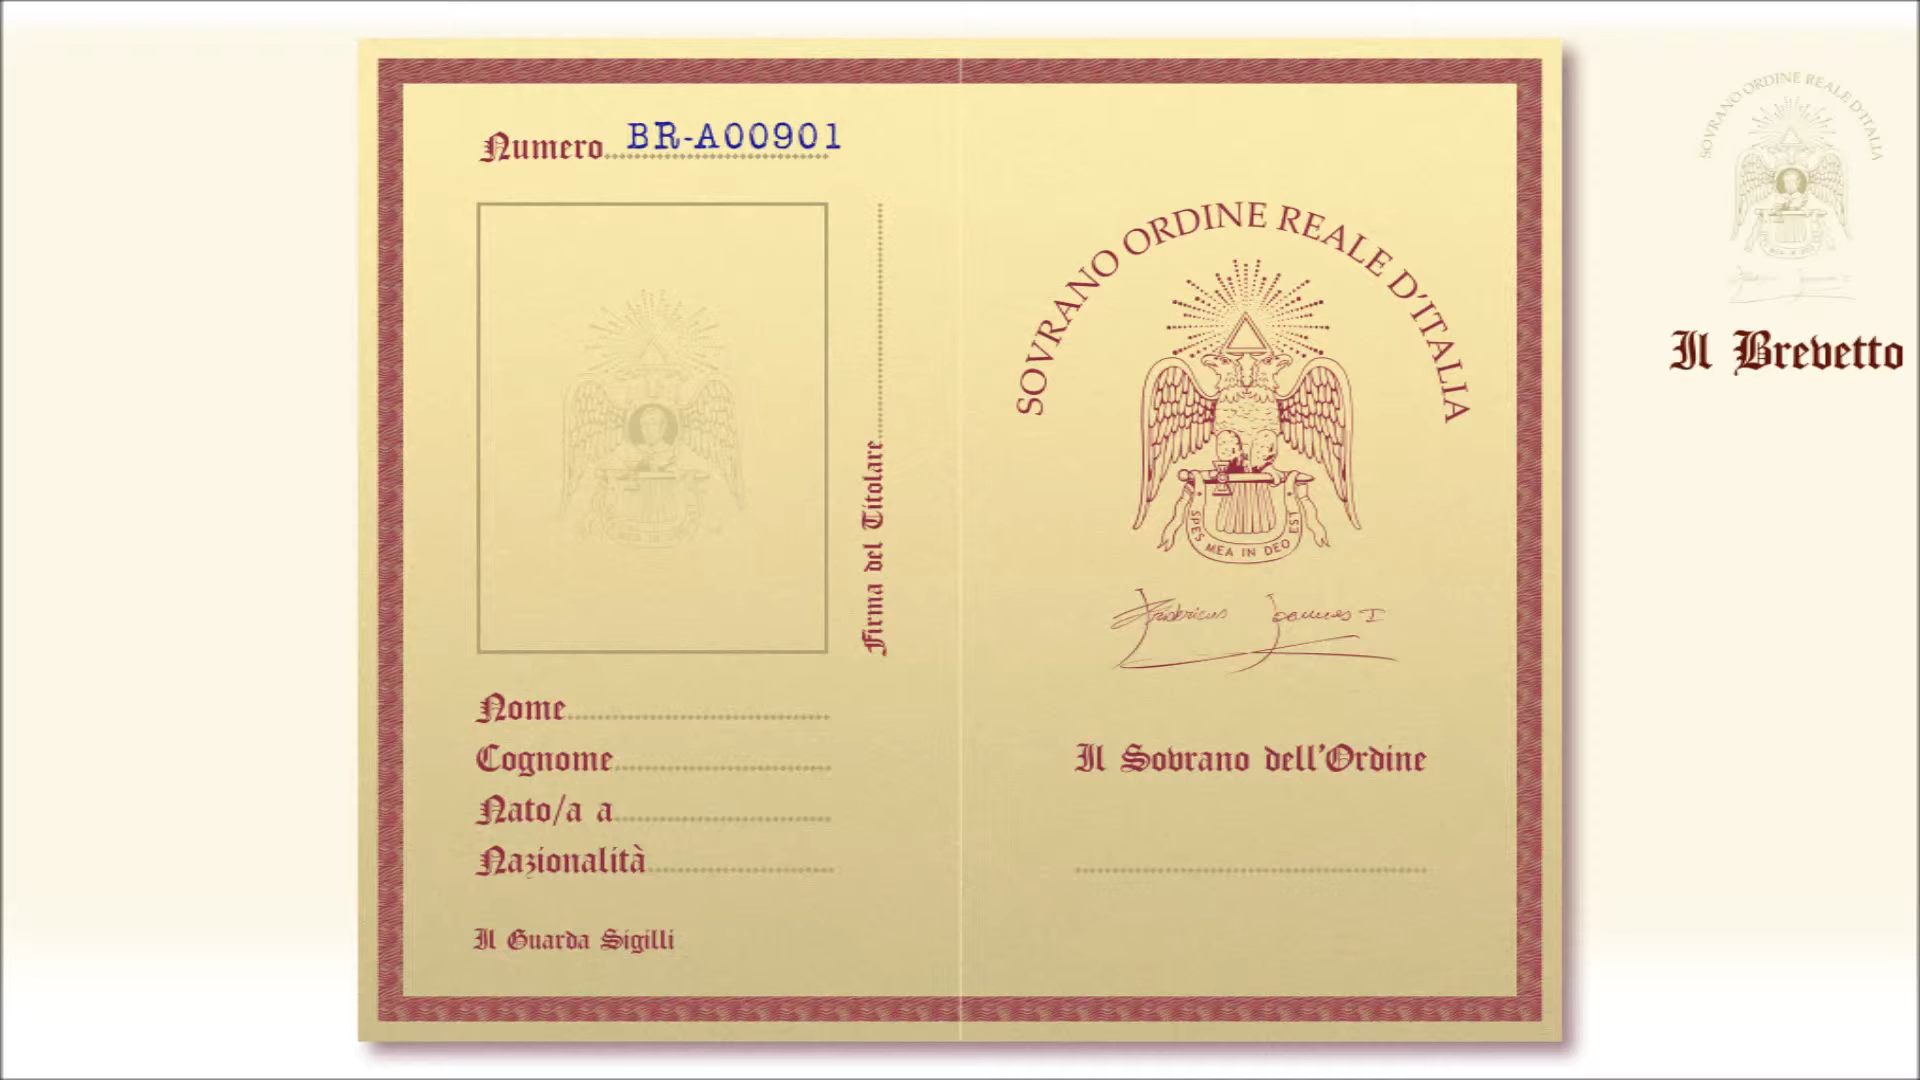 Numero BR-A00901
Firma del Titolare
Nome
Cognome
Nato/a a
Nazionalità
Il Guarda Sigilli
SOVRANO ORDINE REALE D'ITALIA
SPES MEA IN DEO EST
Il Sovrano dell'Ordine
SOVRANO ORDINE REALE D'ITALIA
Il Brevetto